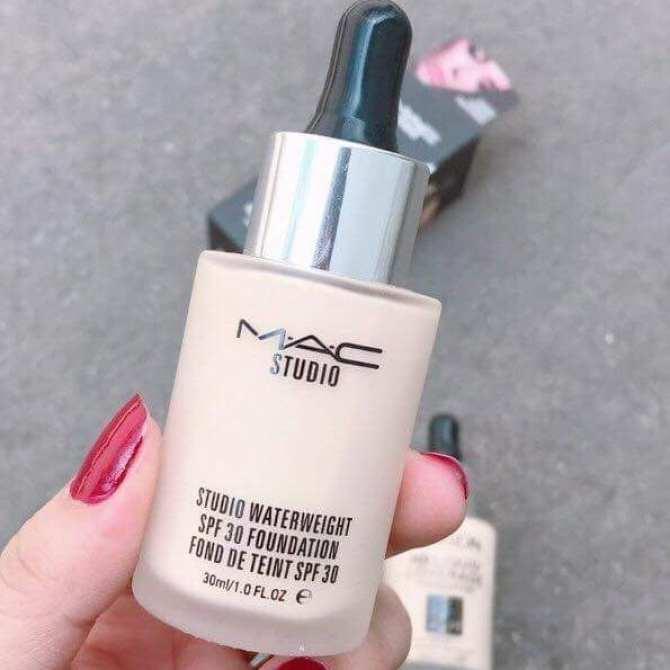 M·A·C
STUDIO
STUDIO WATERWEIGHT
SPF 30 FOUNDATION
FOND DE TEINT SPF 30
30ml/1.0 FL.OZ ℮